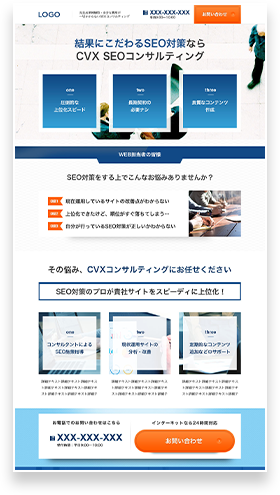 LOGO
XXX-XXX-XXX
お問い合わせ
結果にこだわるSEO対策なら
CVX SEOコンサルティング
one
圧倒的な
上位化スピード
two
長期契約の
必要ナシ
Three
良質なコンテンツ
作成
WEB担当者の皆様
SEO対策をする上でこんなお悩みありませんか？
現在運用しているサイトの改善点がわからない
上位化できたけど、順位がすぐ落ちてしまう…
自分が行っているSEO対策が正しいかわからない
その悩み、CVXコンサルティングにお任せください
SEO対策のプロが貴社サイトをスピーディに上位化！
one
コンサルタントによる
SEO施策指導
two
現状運用サイトの
分析・改善
Three
定期的なコンテンツ
追加などのサポート
お電話でのお問い合わせはこちら
XXX-XXX-XXX
インターネットなら24時間対応
お問い合わせ